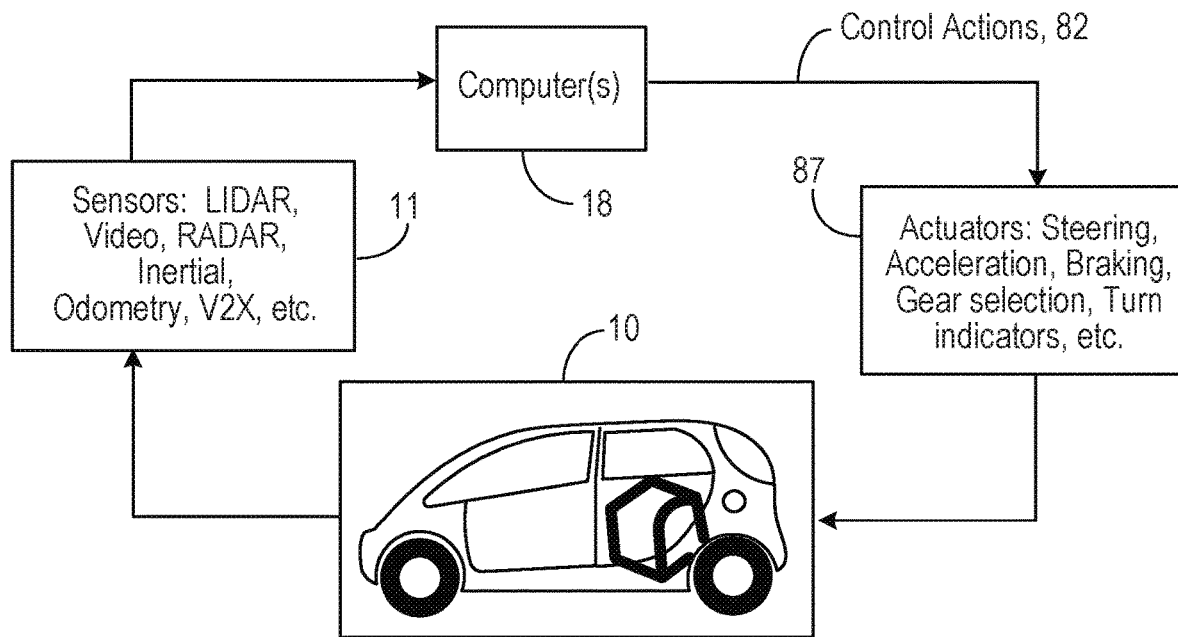 Control Actions, 82
Computer(s)
18
Sensors: LIDAR,
Video, RADAR,
Inertial,
Odometry, V2X, etc.
11
87
Actuators: Steering,
Acceleration, Braking,
Gear selection, Turn
indicators, etc.
10